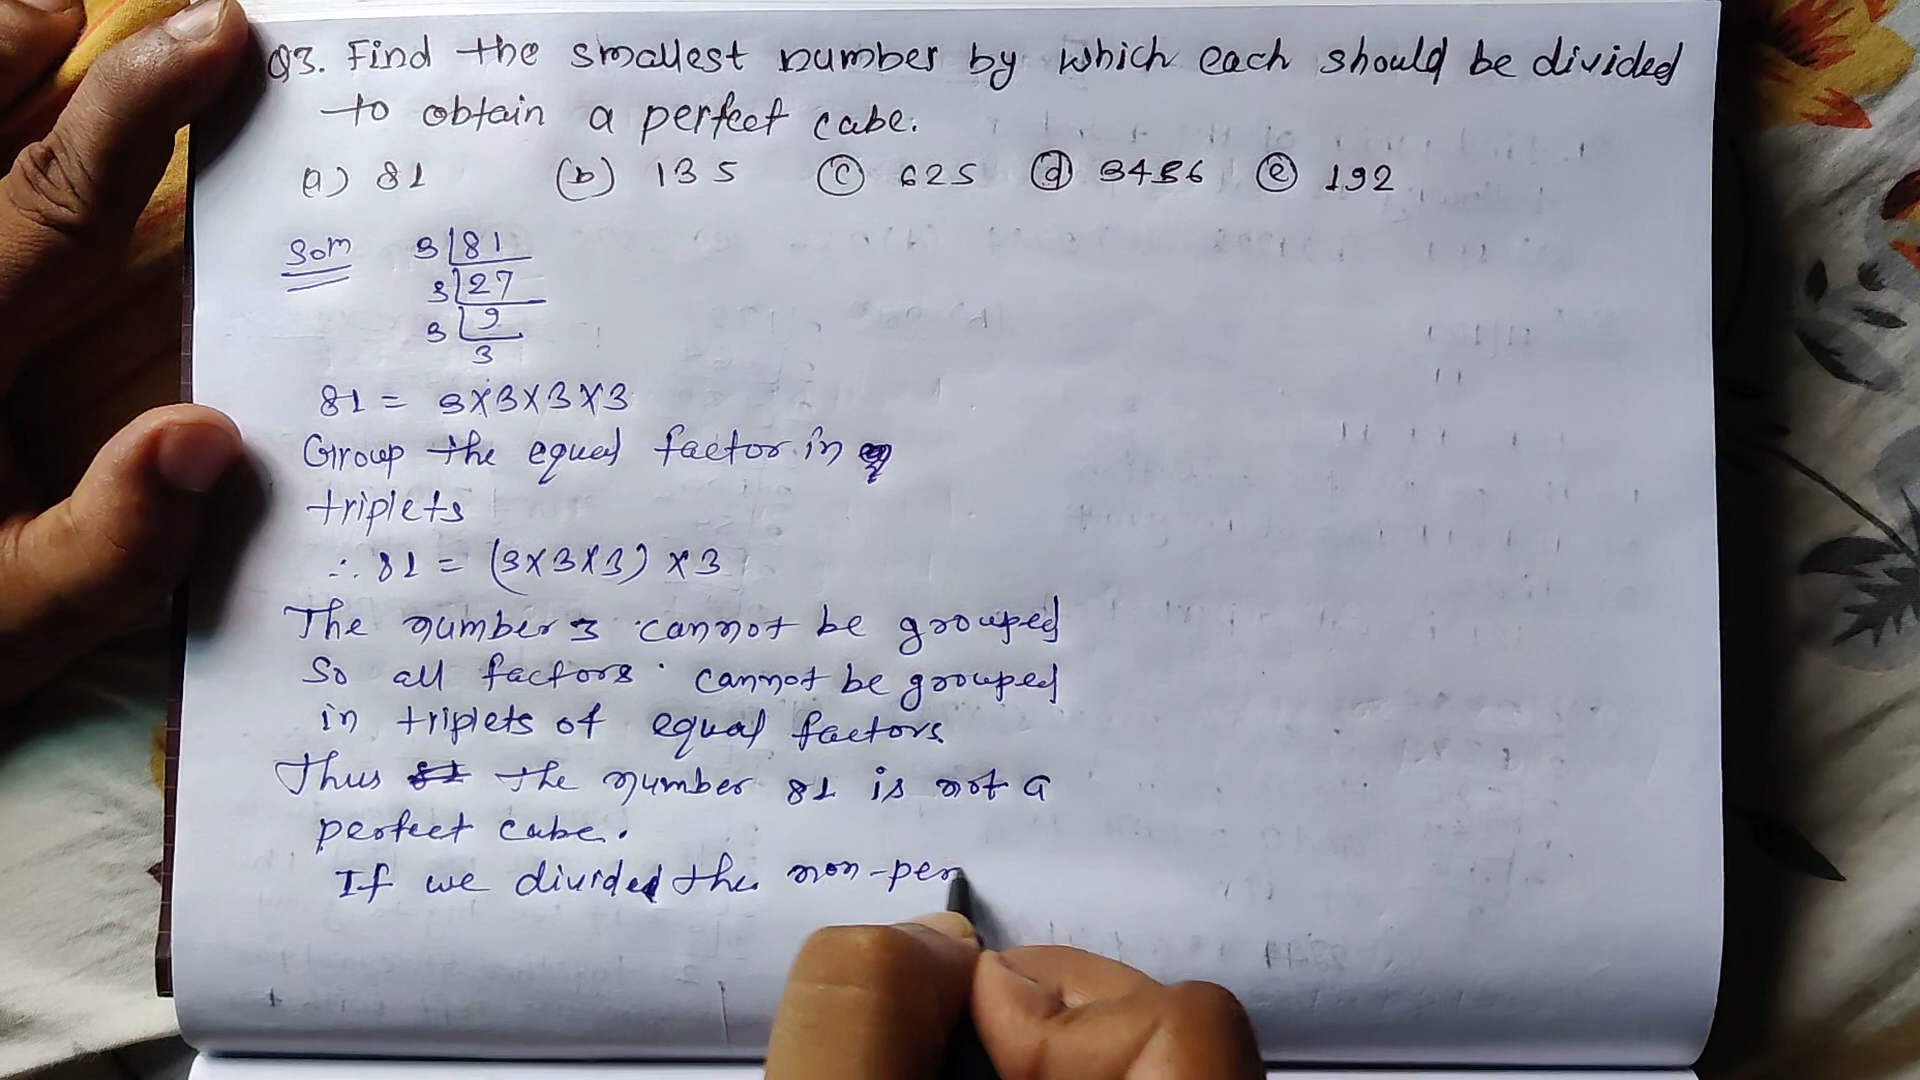 Q3. Find the smallest number by which each should be divided
to obtain a perfect cube.
(a) 81 (b) 135 (c) 625 (d) 3456 (e) 192
Soln 3 81
3 27
3 9
3
81 = 3×3×3×3
Group the equal factor in
triplets
∴ 81 = (3×3×3) ×3
The number 3 cannot be grouped
So all factors cannot be grouped
in triplets of equal factors
Thus the number 81 is not a
perfect cube.
If we divided the non-per